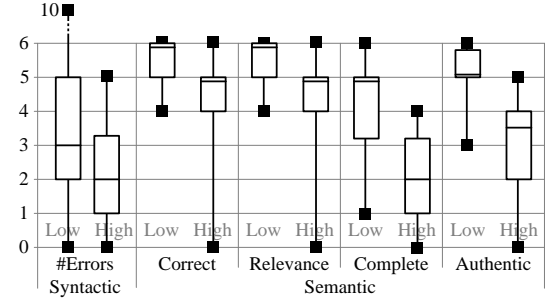 10
6
5
4
3
2
1
0
Low High Low High Low High Low High Low High
#Errors Correct Relevance Complete Authentic
Syntactic Semantic